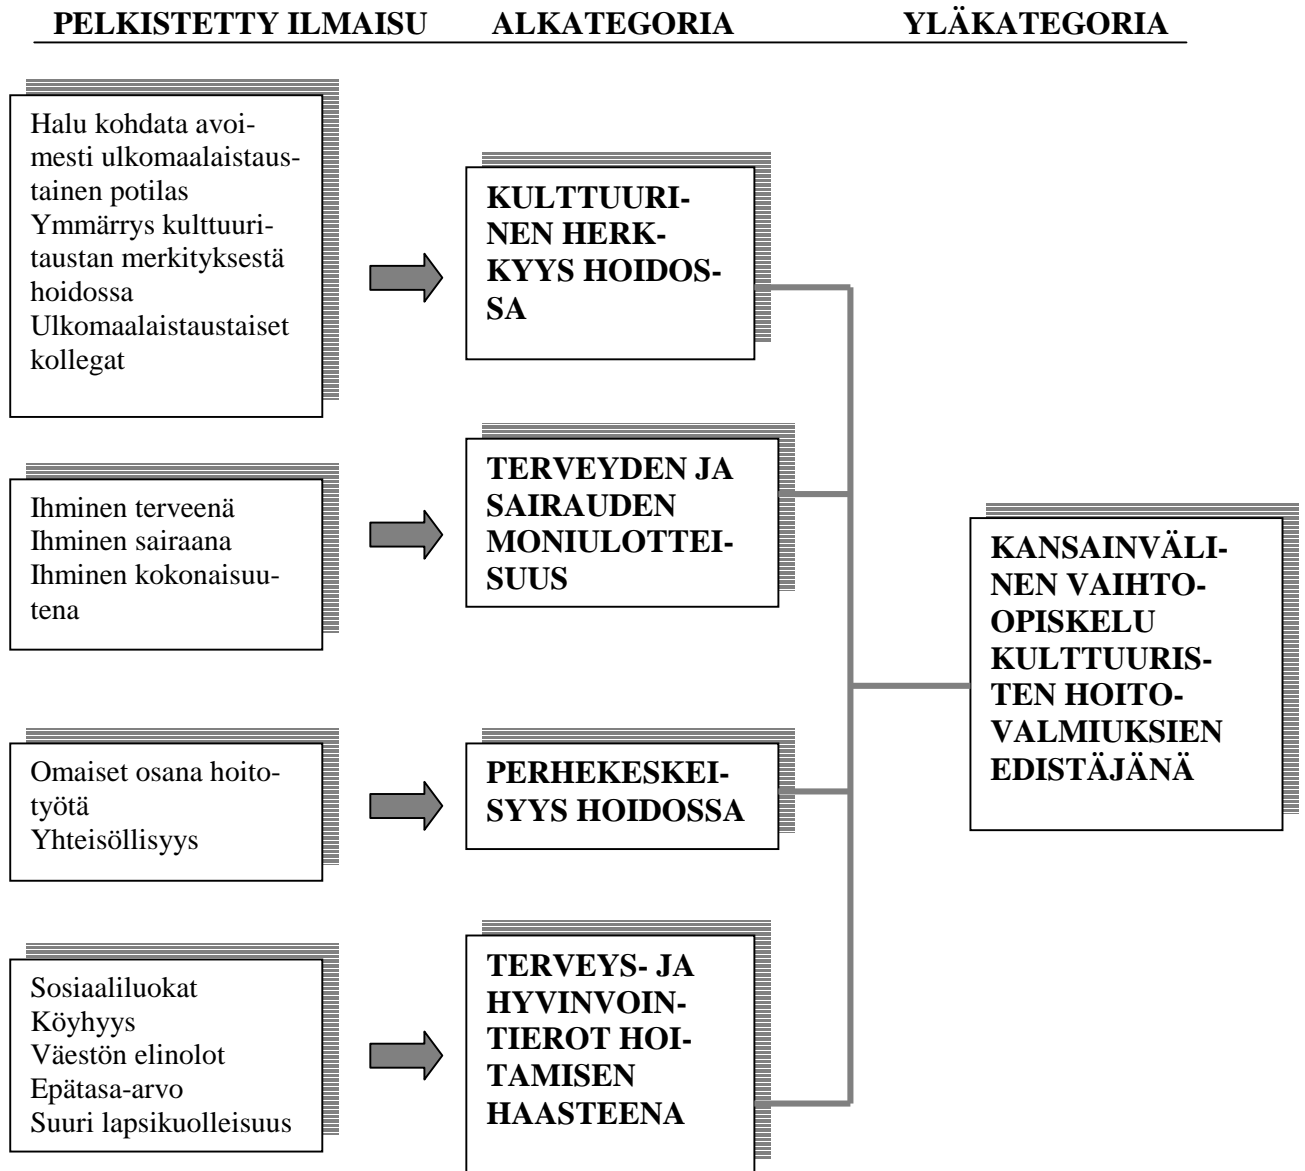 PELKISTETTY ILMAISU ALKATEGORIA YLÄKATEGORIA
Halu kohdata avoi-
mesti ulkomaalaistaus-
tainen potilas
Ymmärrys kulttuuri-
taustan merkityksestä
hoidossa
Ulkomaalaistaustaiset
kollegat
KULTTUURI-
NEN HERK-
KYYS HOIDOS-
SA
Ihminen terveenä
Ihminen sairaana
Ihminen kokonaisuu-
tena
TERVEYDEN JA
SAIRAUDEN
MONIULOTTEI-
SUUS
Omaiset osana hoito-
työtä
Yhteisöllisyys
PERHEKESKEI-
SYYS HOIDOSSA
Sosiaaliluokat
Köyhyys
Väestön elinolot
Epätasa-arvo
Suuri lapsikuolleisuus
TERVEYS- JA
HYVINVOIN-
TIEROT HOI-
TAMISEN
HAASTEENA
KANSAINVÄLI-
NEN VAIHTO-
OPISKELU
KULTTUURIS-
TEN HOITO-
VALMIUKSIEN
EDISTÄJÄNÄ